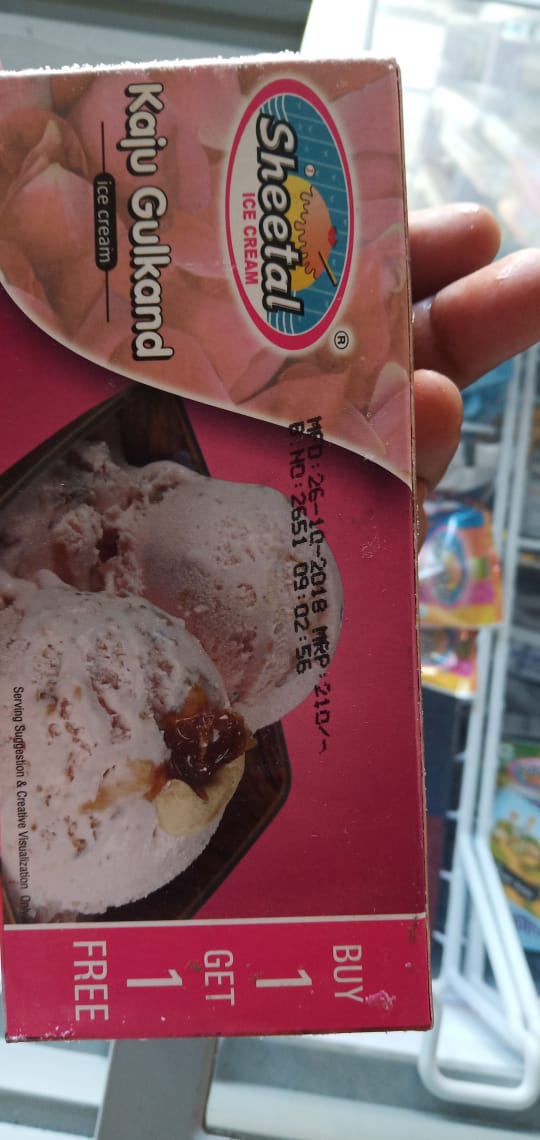 Sheetal
ICE CREAM
®
Kaju Gulkand
ice cream
MFD:26-10-2018 MRP:210/-
B.NO:2651 09:02:56
Serving Suggestion & Creative Visualization
BUY
1
GET
1
FREE